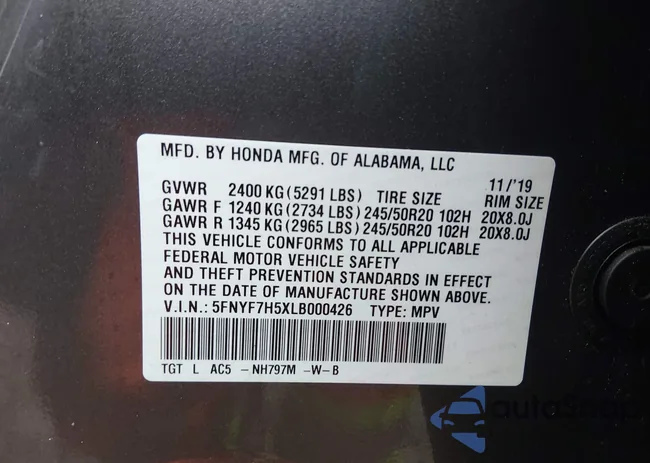 MFD. BY HONDA MFG. OF ALABAMA, LLC
11/'19
GVWR 2400 KG (5291 LBS) TIRE SIZE RIM SIZE
GAWR F 1240 KG (2734 LBS) 245/50R20 102H 20X8.0J
GAWR R 1345 KG (2965 LBS) 245/50R20 102H 20X8.0J
THIS VEHICLE CONFORMS TO ALL APPLICABLE
FEDERAL MOTOR VEHICLE SAFETY
AND THEFT PREVENTION STANDARDS IN EFFECT
ON THE DATE OF MANUFACTURE SHOWN ABOVE.
V.I.N.: 5FNYF7H5XLB000426 TYPE: MPV
TGT L AC5 -NH797M -W-B